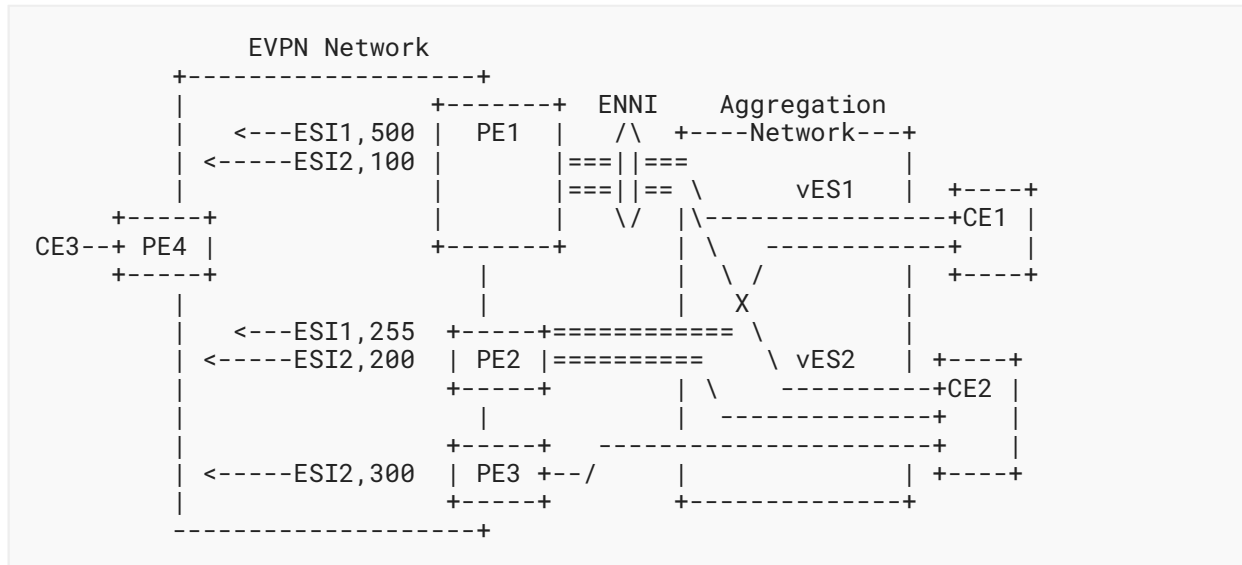 EVPN Network
ENNI Aggregation
<---ESI1,500 PE1 Network
<-----ESI2,100
vES1
CE1
CE3 PE4
<---ESI1,255
<-----ESI2,200 PE2 vES2
CE2
<-----ESI2,300 PE3